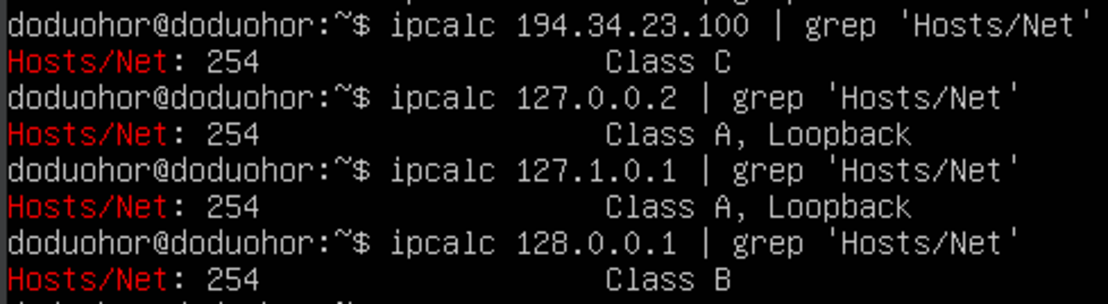 doduohor@doduohor:~$ ipcalc 194.34.23.100 | grep 'Hosts/Net'
Hosts/Net: 254                   Class C
doduohor@doduohor:~$ ipcalc 127.0.0.2 | grep 'Hosts/Net'
Hosts/Net: 254                   Class A, Loopback
doduohor@doduohor:~$ ipcalc 127.1.0.1 | grep 'Hosts/Net'
Hosts/Net: 254                   Class A, Loopback
doduohor@doduohor:~$ ipcalc 128.0.0.1 | grep 'Hosts/Net'
Hosts/Net: 254                   Class B